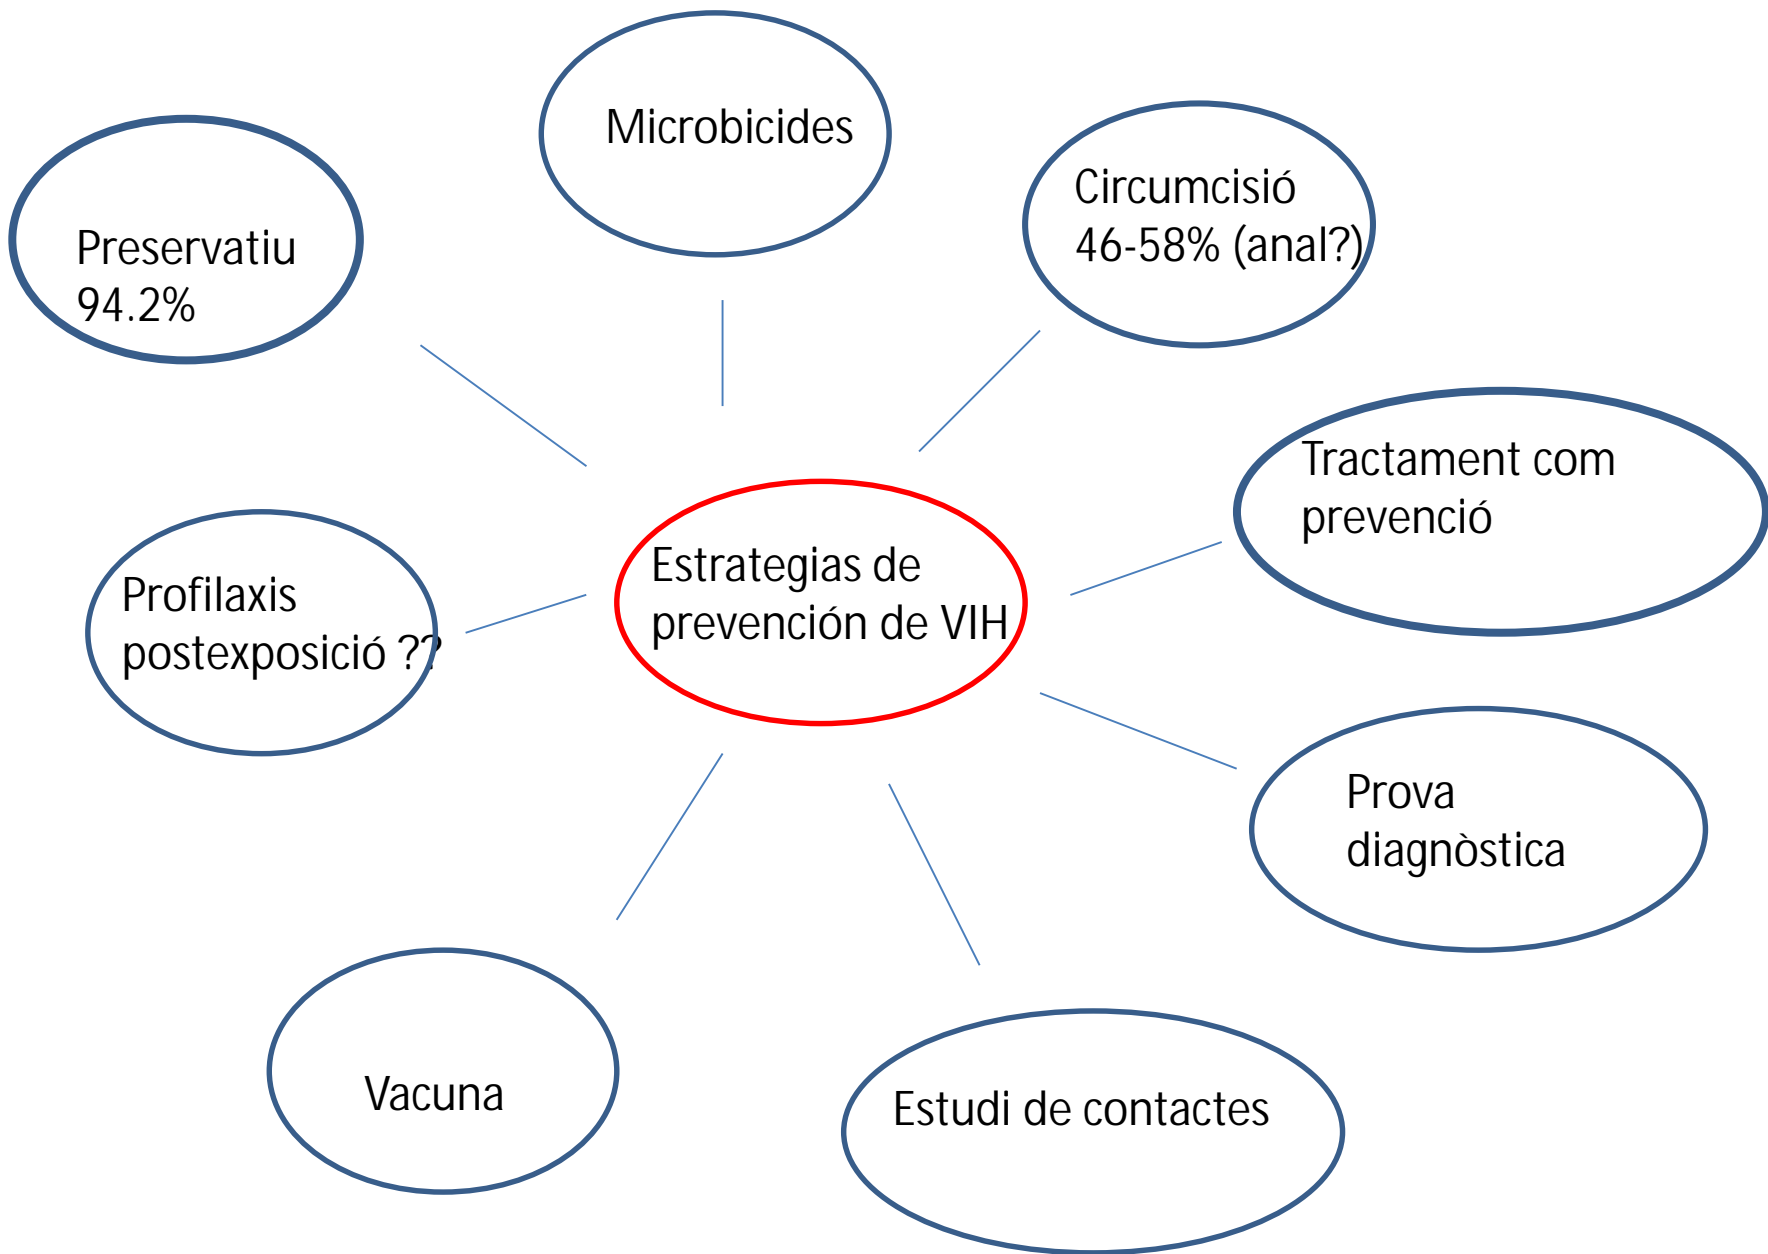 Microbicides
Circumcisió
46-58% (anal?)
Preservatiu
94.2%
Tractament com
prevenció
Estrategias de
prevención de VIH
Profilaxis
postexposició ??
Prova
diagnòstica
Vacuna
Estudi de contactes